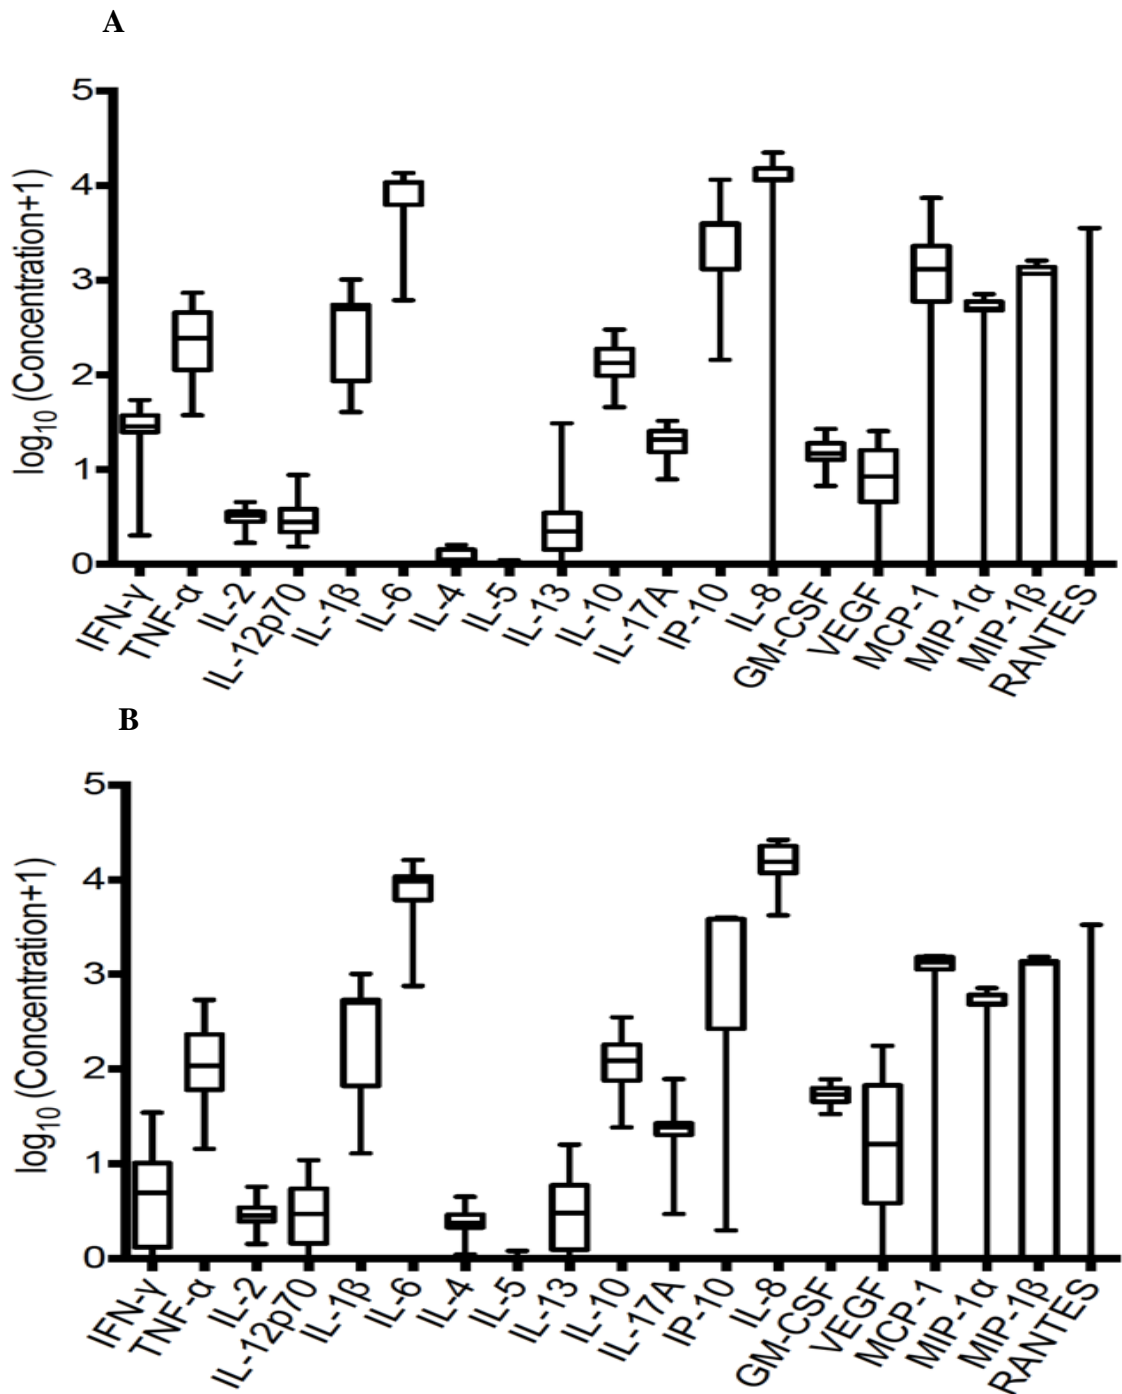 A
5
4
3
2
1
0
log10 (Concentration+1)
IFN-γ
TNF-α
IL-2
IL-12p70
IL-1β
IL-6
IL-4
IL-5
IL-13
IL-10
IL-17A
IP-10
IL-8
GM-CSF
VEGF
MCP-1
MIP-1α
MIP-1β
RANTES
B
5
4
3
2
1
0
log10 (Concentration+1)
IFN-γ
TNF-α
IL-2
IL-12p70
IL-1β
IL-6
IL-4
IL-5
IL-13
IL-10
IL-17A
IP-10
IL-8
GM-CSF
VEGF
MCP-1
MIP-1α
MIP-1β
RANTES